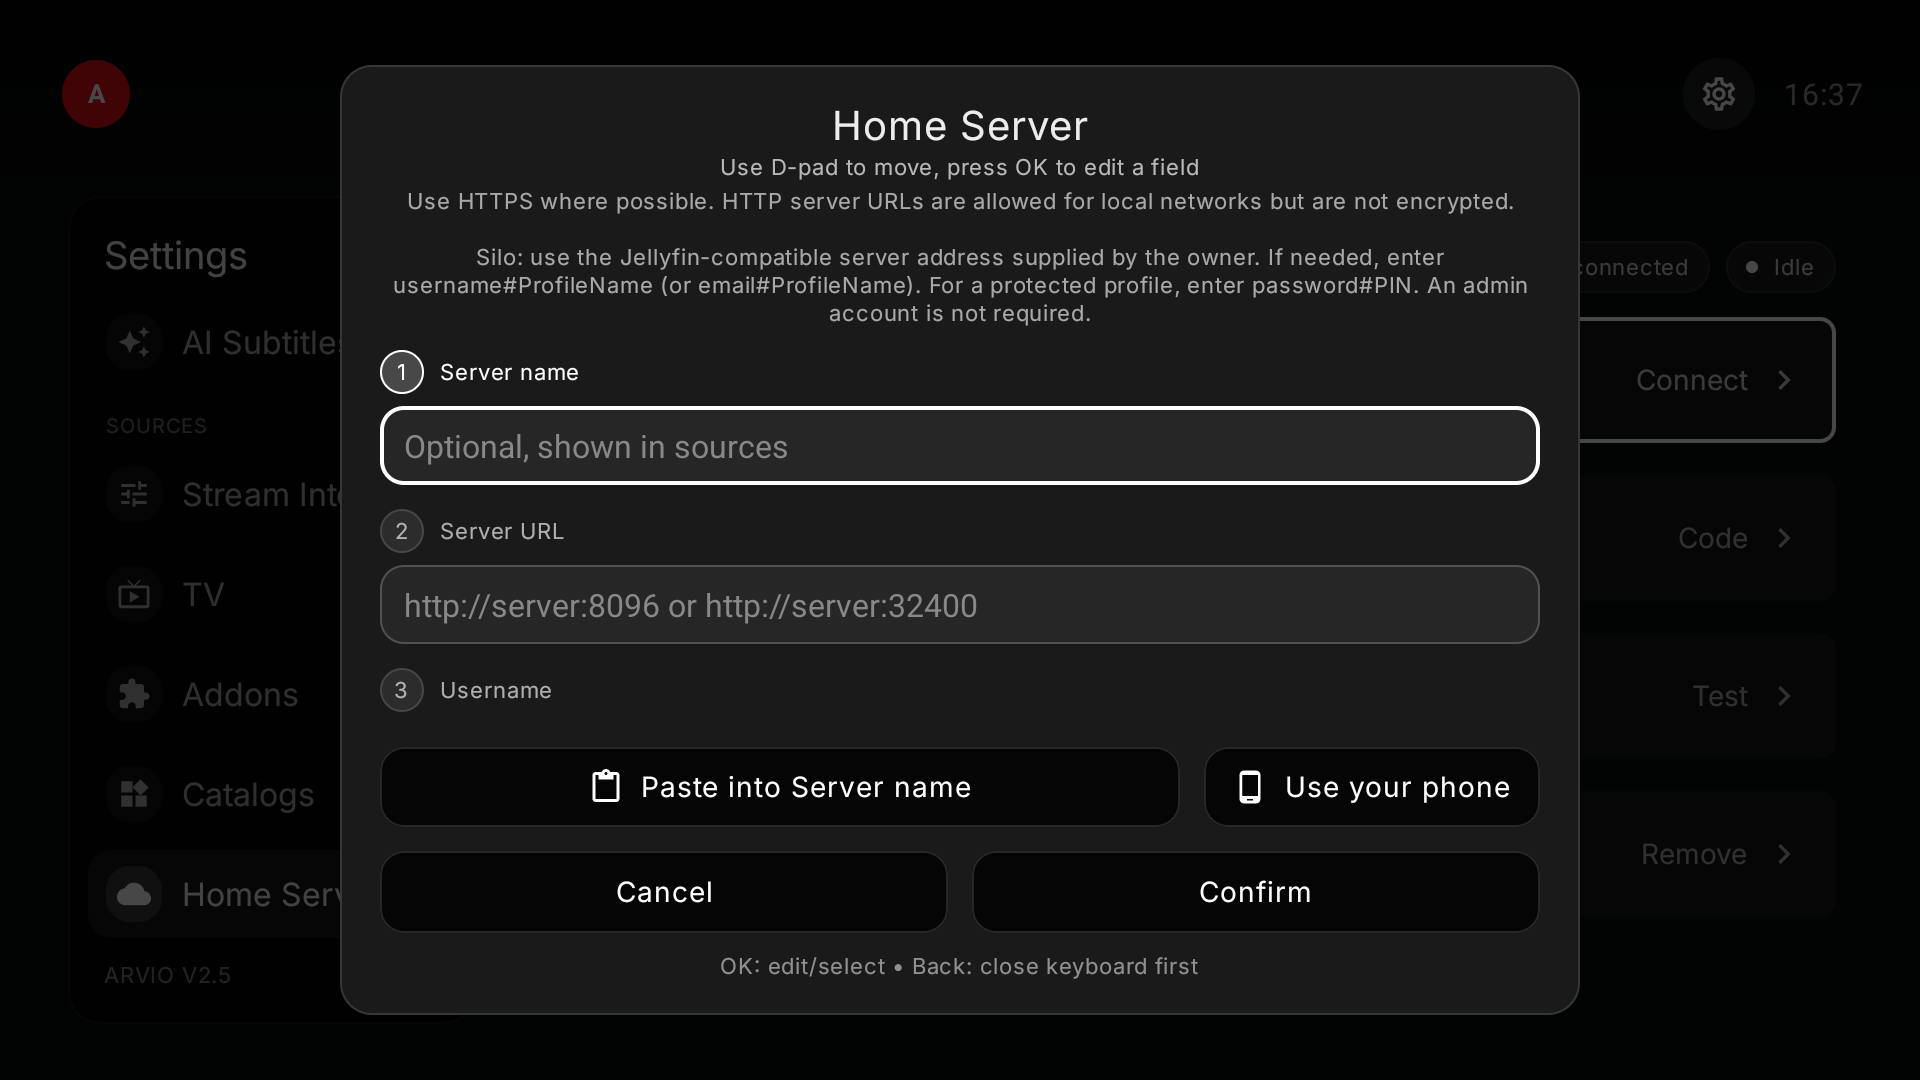 A
16:37
Settings
AI Subtitles
SOURCES
Stream Inte
TV
Addons
Catalogs
Home Serv
ARVIO V2.5
connected
Idle
Connect
Code
Test
Remove
Home Server
Use D-pad to move, press OK to edit a field
Use HTTPS where possible. HTTP server URLs are allowed for local networks but are not encrypted.
Silo: use the Jellyfin-compatible server address supplied by the owner. If needed, enter
username#ProfileName (or email#ProfileName). For a protected profile, enter password#PIN. An admin
account is not required.
1 Server name
Optional, shown in sources
2 Server URL
http://server:8096 or http://server:32400
3 Username
Paste into Server name
Use your phone
Cancel
Confirm
OK: edit/select • Back: close keyboard first